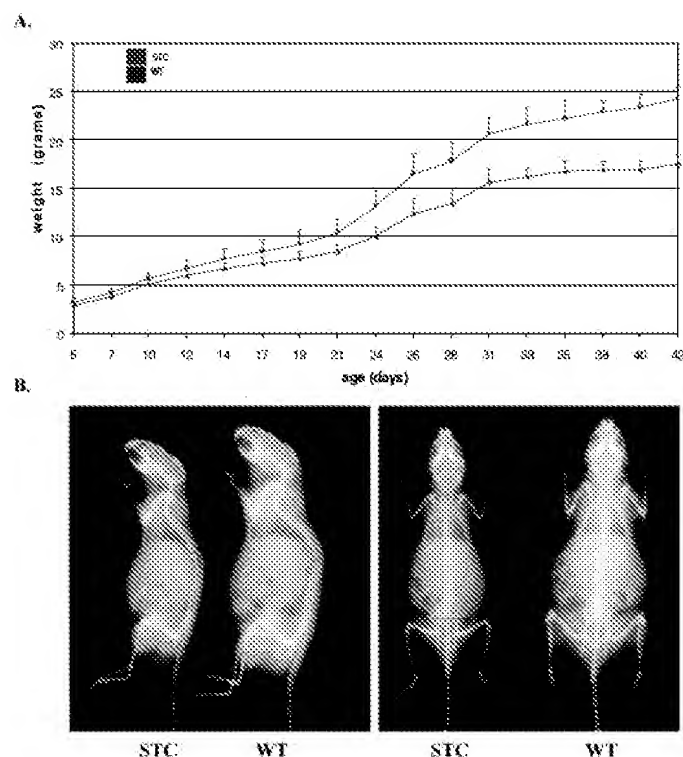 A.
30
25
20
15
10
5
0
weight (grams)
stc
WT
5 7 10 12 14 17 19 21 24 26 28 31 33 35 38 40 42
age (days)
B.
STC WT STC WT